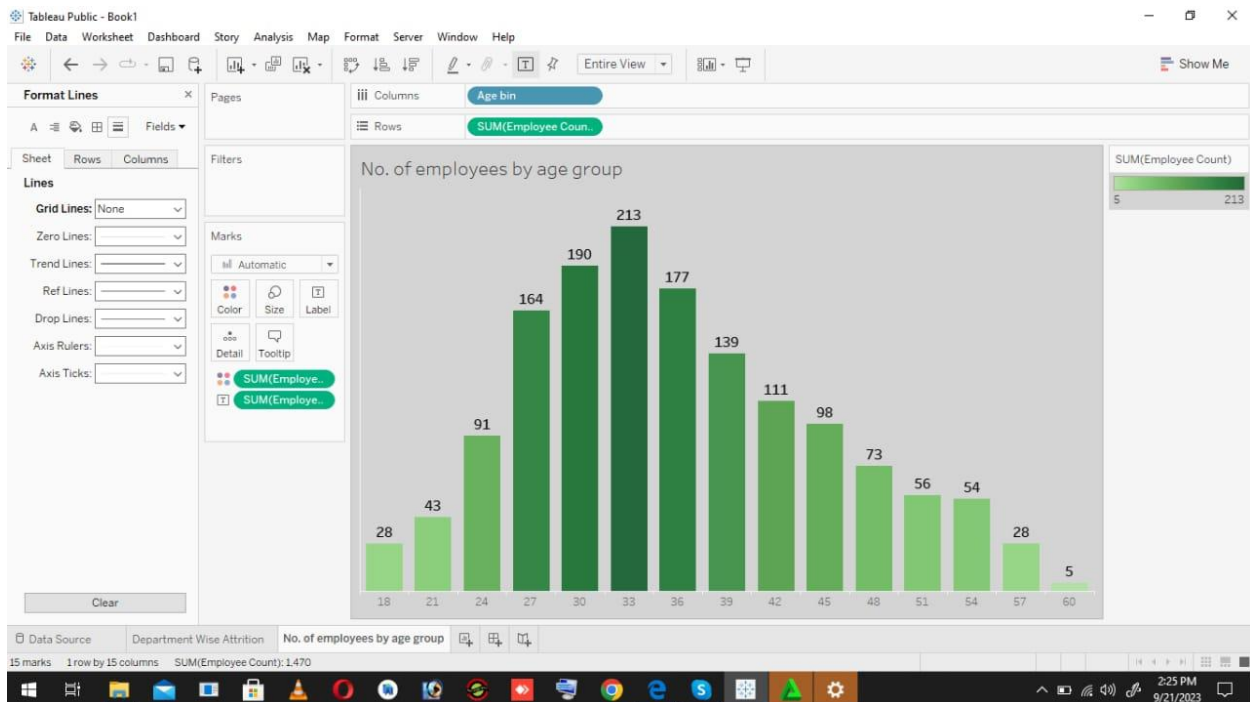 Tableau Public - Book1
File Data Worksheet Dashboard Story Analysis Map Format Server Window Help
Entire View
Show Me
Format Lines
Fields
Sheet Rows Columns
Lines
Grid Lines: None
Zero Lines:
Trend Lines:
Ref Lines:
Drop Lines:
Axis Rulers:
Axis Ticks:
Clear
Pages
Filters
Marks
Automatic
Color Size Label
Detail Tooltip
SUM(Employe..
SUM(Employe..
Columns Age bin
Rows SUM(Employee Coun..
No. of employees by age group
28 43 91 164 190 213 177 139 111 98 73 56 54 28 5
18 21 24 27 30 33 36 39 42 45 48 51 54 57 60
SUM(Employee Count)
5 213
Data Source Department Wise Attrition No. of employees by age group
15 marks 1 row by 15 columns SUM(Employee Count): 1,470
2:25 PM
9/21/2023